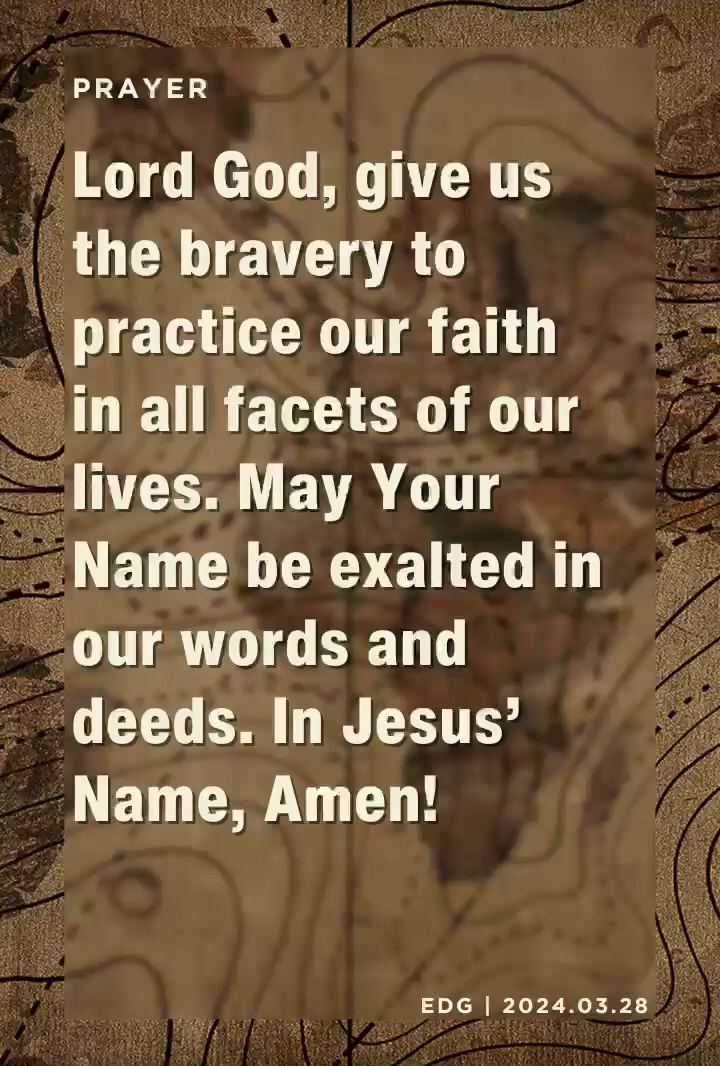 PRAYER
Lord God, give us
the bravery to
practice our faith
in all facets of our
lives. May Your
Name be exalted in
our words and
deeds. In Jesus’
Name, Amen!
EDG | 2024.03.28